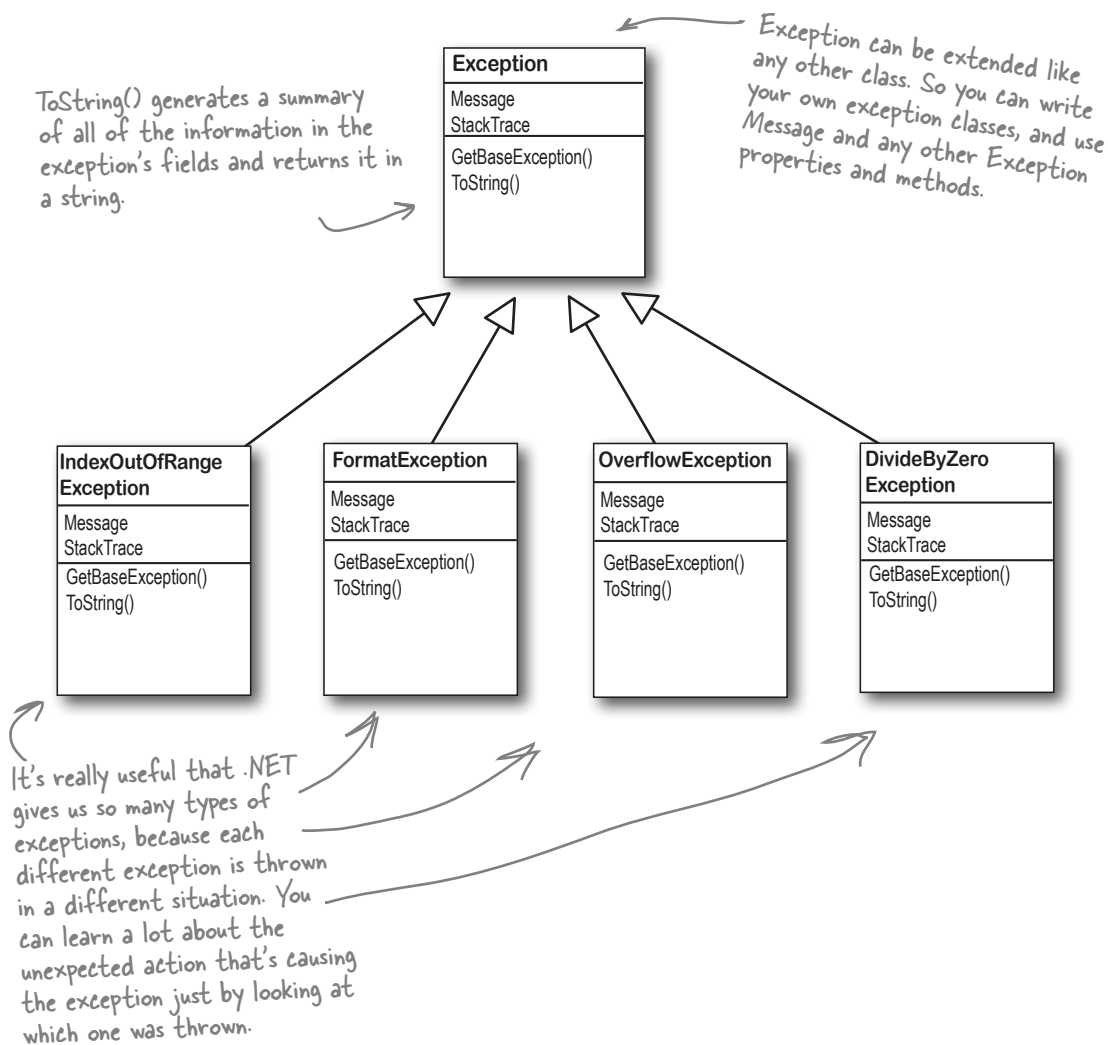 ToString() generates a summary
of all of the information in the
exception's fields and returns it in
a string.
Exception
Message
StackTrace
GetBaseException()
ToString()
Exception can be extended like
any other class. So you can write
your own exception classes, and use
Message and any other Exception
properties and methods.
IndexOutOfRange
Exception
Message
StackTrace
GetBaseException()
ToString()
FormatException
Message
StackTrace
GetBaseException()
ToString()
OverflowException
Message
StackTrace
GetBaseException()
ToString()
DivideByZero
Exception
Message
StackTrace
GetBaseException()
ToString()
It's really useful that .NET
gives us so many types of
exceptions, because each
different exception is thrown
in a different situation. You
can learn a lot about the
unexpected action that's causing
the exception just by looking at
which one was thrown.